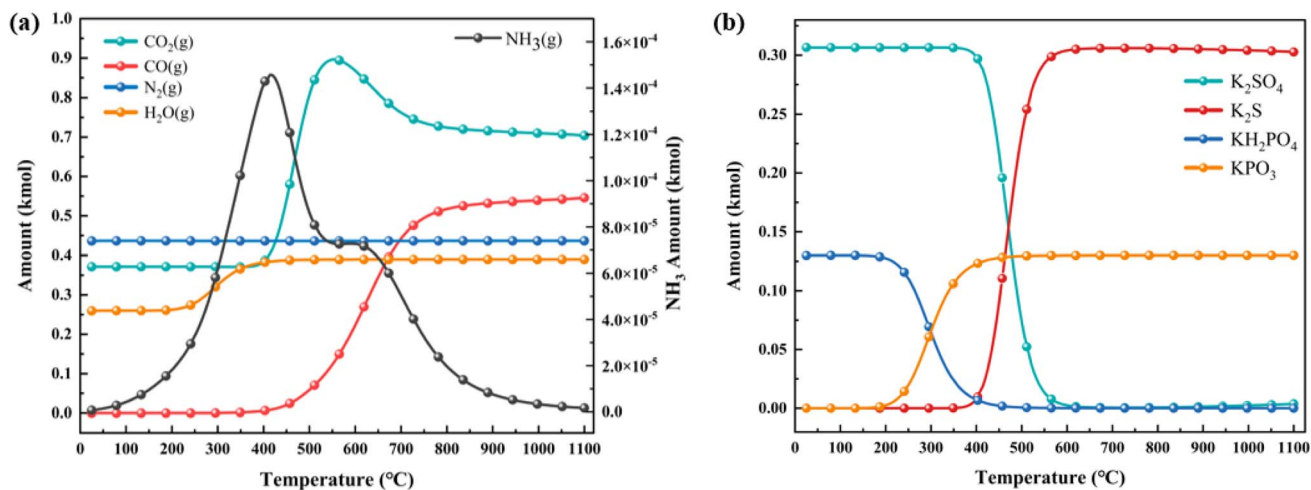 (a)
CO₂(g)
CO(g)
N₂(g)
H₂O(g)
NH₃(g)
Amount (kmol)
1.0
0.9
0.8
0.7
0.6
0.5
0.4
0.3
0.2
0.1
0.0
0 100 200 300 400 500 600 700 800 900 1000 1100
Temperature (℃)
1.6×10⁻⁴
1.4×10⁻⁴
1.2×10⁻⁴
1×10⁻⁴
8.0×10⁻⁵
6.0×10⁻⁵
4.0×10⁻⁵
2.0×10⁻⁵
0.0
NH₃ Amount (kmol)
(b)
K₂SO₄
K₂S
KH₂PO₄
KPO₃
Amount (kmol)
0.30
0.25
0.20
0.15
0.10
0.05
0.00
0 100 200 300 400 500 600 700 800 900 1000 1100
Temperature (℃)